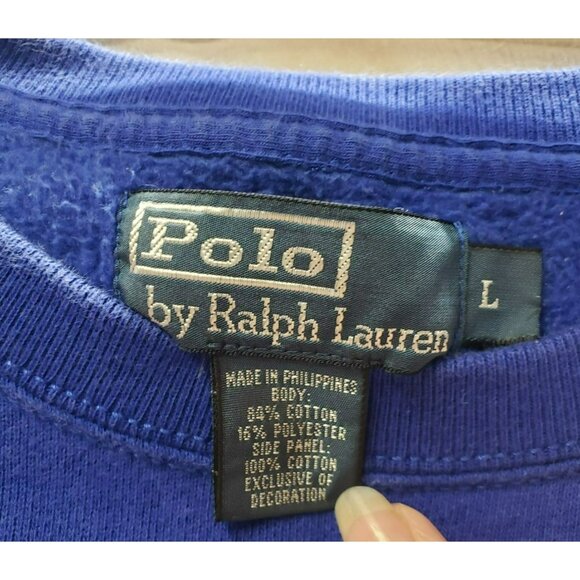 Polo
by Ralph Lauren
L
MADE IN PHILIPPINES
BODY:
84% COTTON
16% POLYESTER
SIDE PANEL:
100% COTTON
EXCLUSIVE OF
DECORATION